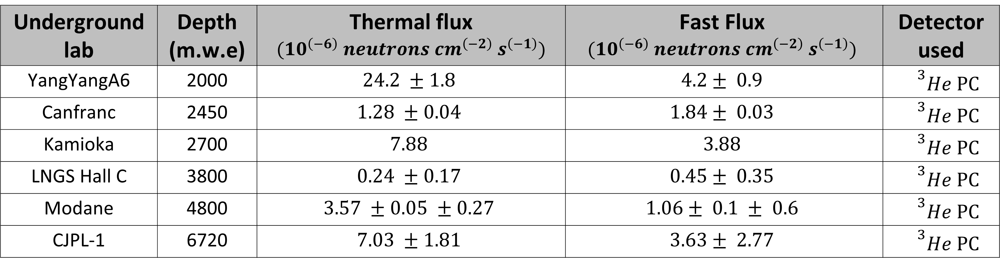 Underground lab Depth (m.w.e) Thermal flux (10^(−6) neutrons cm^(−2) s^(−1)) Fast Flux (10^(−6) neutrons cm^(−2) s^(−1)) Detector used
YangYangA6 2000 24.2 ± 1.8 4.2 ± 0.9 ³He PC
Canfranc 2450 1.28 ± 0.04 1.84 ± 0.03 ³He PC
Kamioka 2700 7.88 3.88 ³He PC
LNGS Hall C 3800 0.24 ± 0.17 0.45 ± 0.35 ³He PC
Modane 4800 3.57 ± 0.05 ± 0.27 1.06 ± 0.1 ± 0.6 ³He PC
CJPL-1 6720 7.03 ± 1.81 3.63 ± 2.77 ³He PC